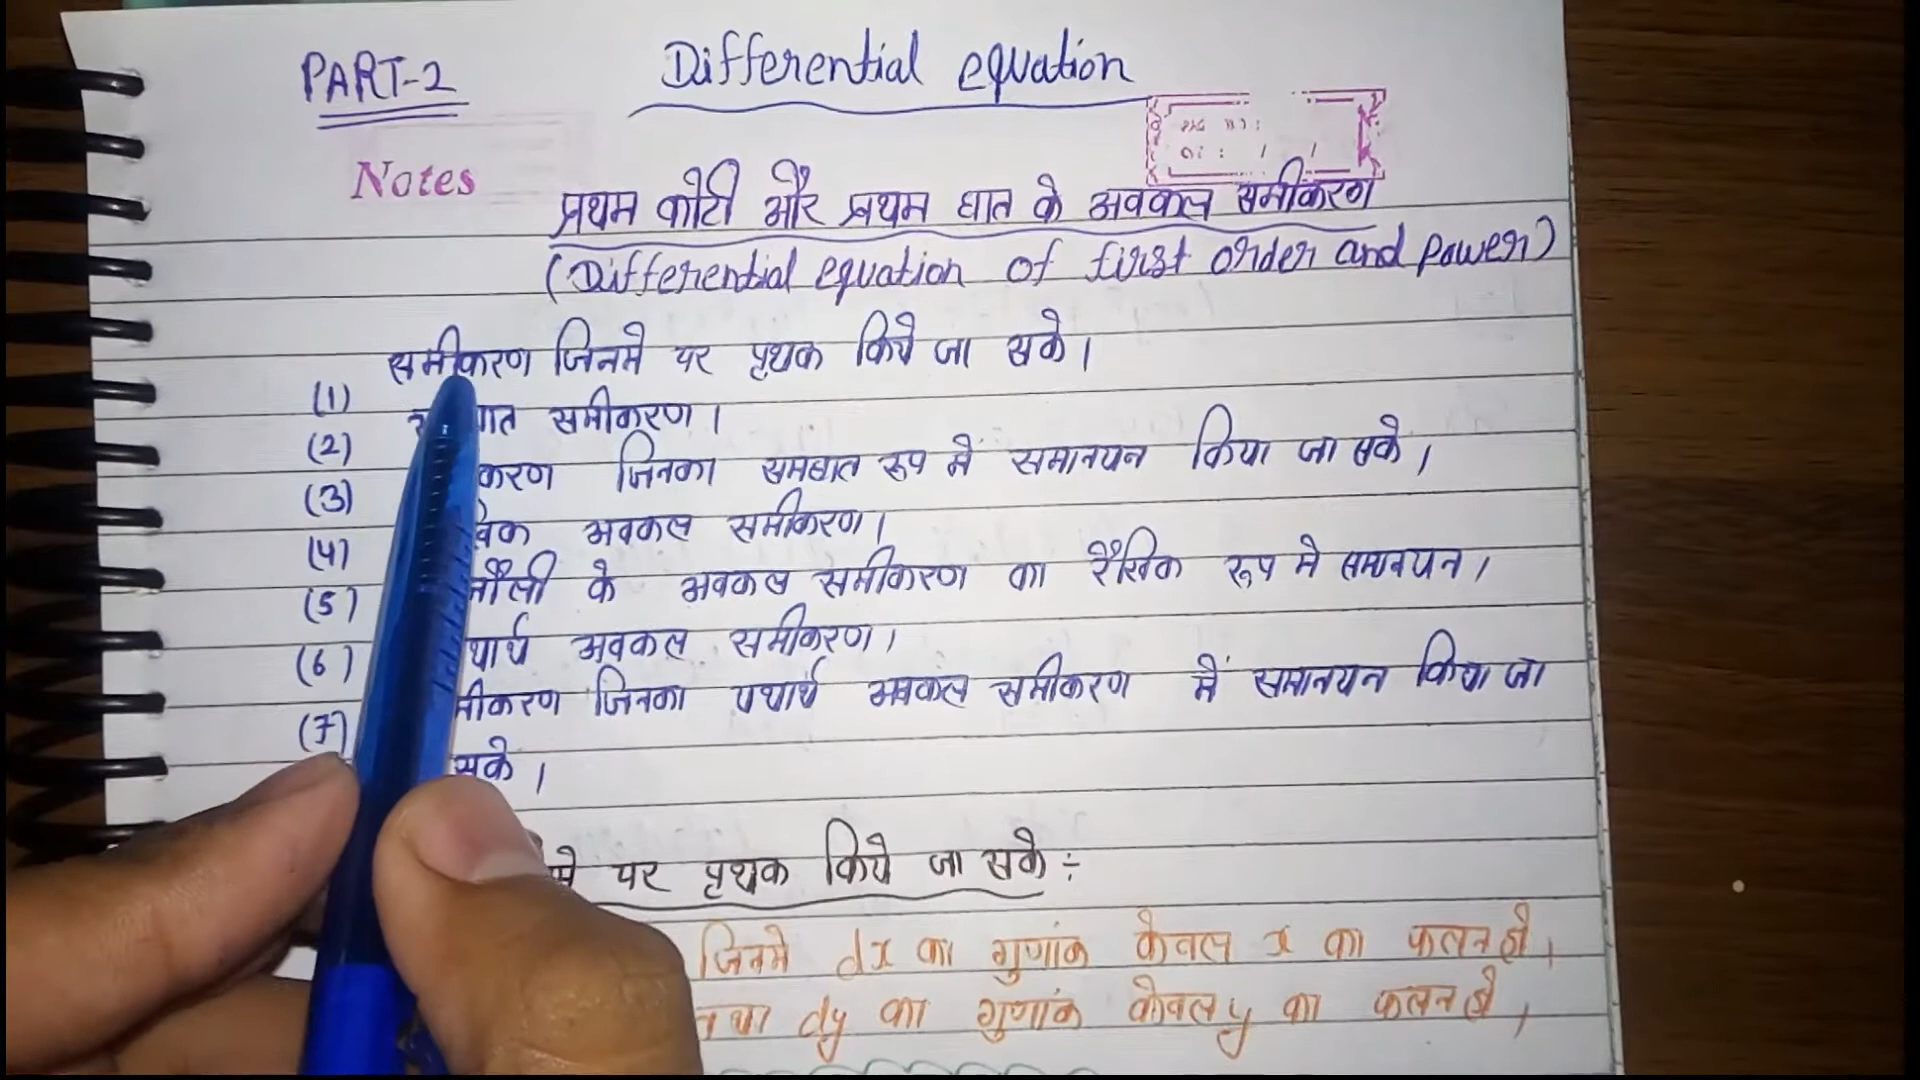 PART-2 Differential equation
Notes
प्रथम कोटी और प्रथम घात के अवकल समीकरण
(Differential equation of first order and power)
(1) समीकरण जिनमे चर पृथक किये जा सके।
(2) समीकरण।
(3) करण जिनका समघात रूप में समानयन किया जा सके।
(4) अवकल समीकरण।
(5) नौली के अवकल समीकरण का रैखिक रूप मे समानयन।
(6) अवकल समीकरण।
(7) मीकरण जिनका यथार्थ अवकल समीकरण में समानयन किया जा
सके।
मे चर पृथक किये जा सके ÷
जिनमे dx का गुणांक केवल x का फलन हो,
तथा dy का गुणांक केवल y का फलन हो,